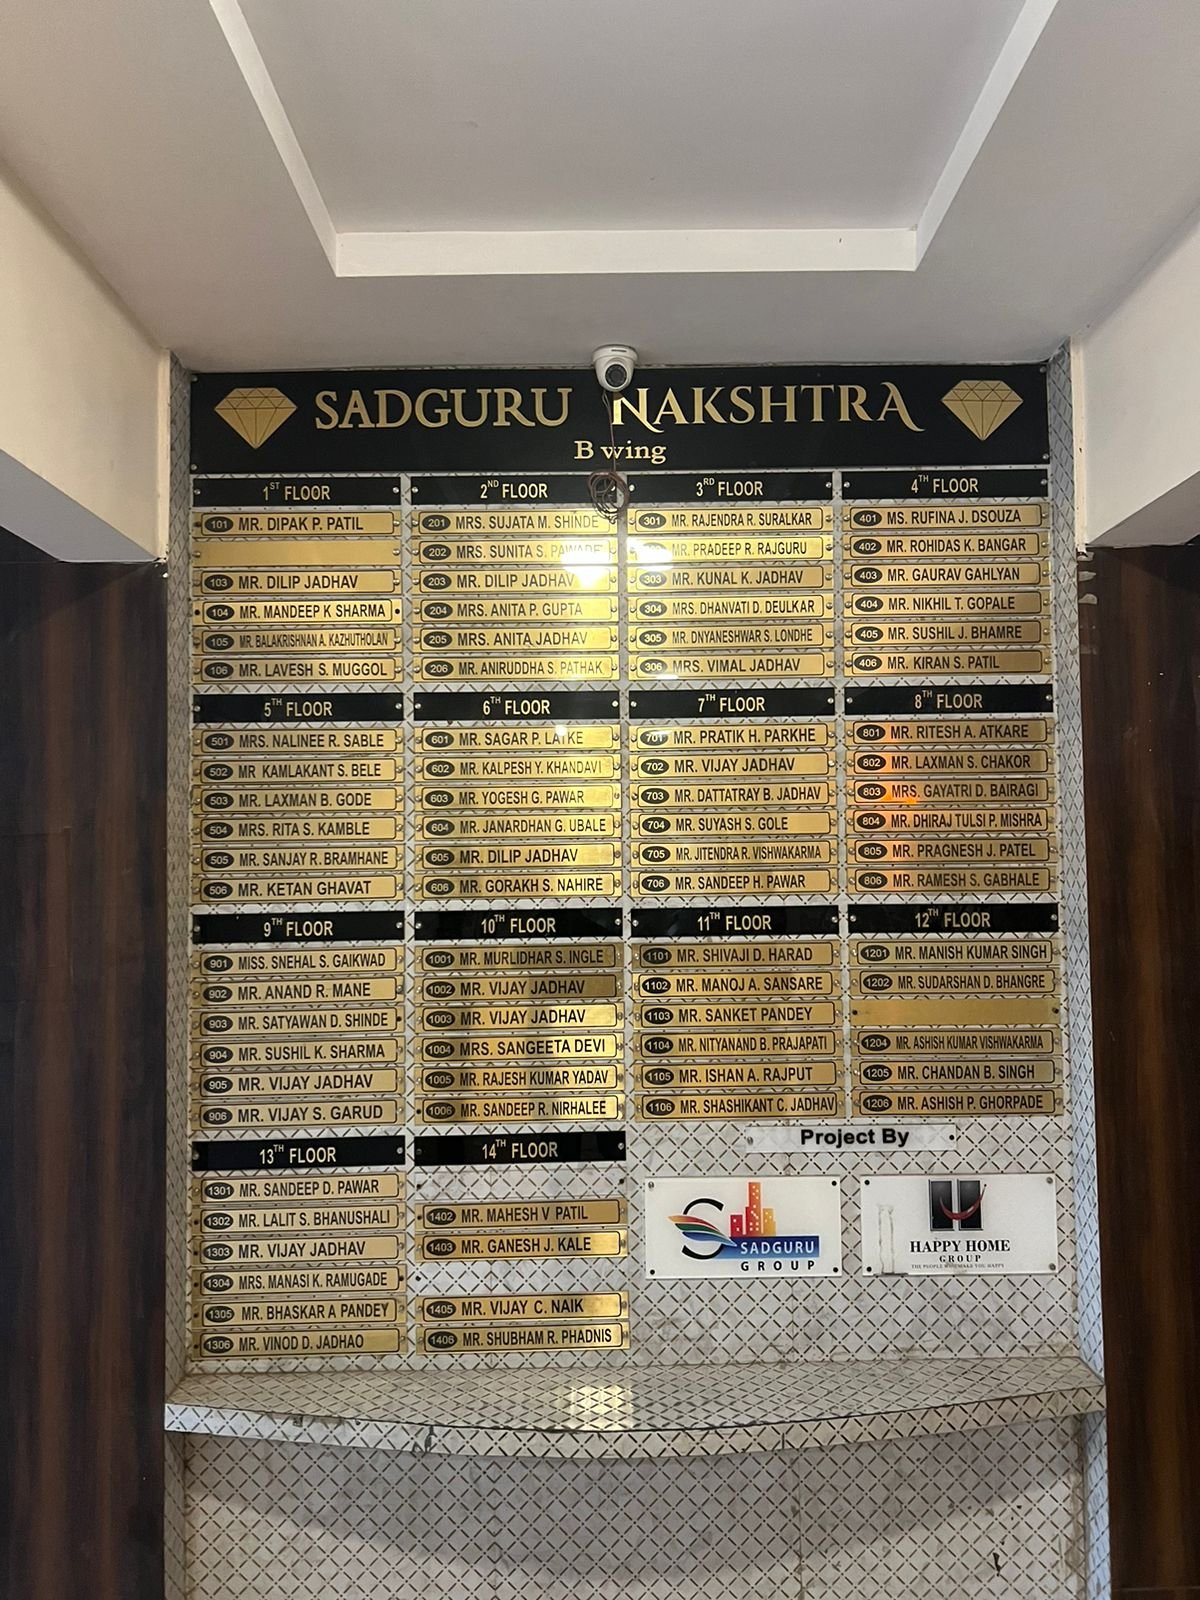 SADGURU NAKSHTRA
B wing
1ST FLOOR
101 MR. DIPAK P. PATIL
103 MR. DILIP JADHAV
104 MR. MANDEEP K SHARMA
105 MR. BALAKRISHNAN A. KAZHUTHOLAN
106 MR. LAVESH S. MUGGOL
2ND FLOOR
201 MRS. SUJATA M. SHINDE
202 MRS. SUNITA S. PAWADE
203 MR. DILIP JADHAV
204 MRS. ANITA P. GUPTA
205 MRS. ANITA JADHAV
206 MR. ANIRUDDHA S. PATHAK
3RD FLOOR
301 MR. RAJENDRA R. SURALKAR
MR. PRADEEP R. RAJGURU
303 MR. KUNAL K. JADHAV
304 MRS. DHANVATI D. DEULKAR
305 MR. DNYANESHWAR S. LONDHE
306 MRS. VIMAL JADHAV
4TH FLOOR
401 MS. RUFINA J. DSOUZA
402 MR. ROHIDAS K. BANGAR
403 MR. GAURAV GAHLYAN
404 MR. NIKHIL T. GOPALE
405 MR. SUSHIL J. BHAMRE
406 MR. KIRAN S. PATIL
5TH FLOOR
501 MRS. NALINEE R. SABLE
502 MR KAMLAKANT S. BELE
503 MR. LAXMAN B. GODE
504 MRS. RITA S. KAMBLE
505 MR. SANJAY R. BRAMHANE
506 MR. KETAN GHAVAT
6TH FLOOR
601 MR. SAGAR P. LATKE
602 MR. KALPESH Y. KHANDAVI
603 MR. YOGESH G. PAWAR
604 MR. JANARDHAN G. UBALE
605 MR. DILIP JADHAV
606 MR. GORAKH S. NAHIRE
7TH FLOOR
701 MR. PRATIK H. PARKHE
702 MR. VIJAY JADHAV
703 MR. DATTATRAY B. JADHAV
704 MR. SUYASH S. GOLE
705 MR. JITENDRA R. VISHWAKARMA
706 MR. SANDEEP H. PAWAR
8TH FLOOR
801 MR. RITESH A. ATKARE
802 MR. LAXMAN S. CHAKOR
803 MRS. GAYATRI D. BAIRAGI
804 MR. DHIRAJ TULSI P. MISHRA
805 MR. PRAGNESH J. PATEL
806 MR. RAMESH S. GABHALE
9TH FLOOR
901 MISS. SNEHAL S. GAIKWAD
902 MR. ANAND R. MANE
903 MR. SATYAWAN D. SHINDE
904 MR. SUSHIL K. SHARMA
905 MR. VIJAY JADHAV
906 MR. VIJAY S. GARUD
10TH FLOOR
1001 MR. MURLIDHAR S. INGLE
1002 MR. VIJAY JADHAV
1003 MR. VIJAY JADHAV
1004 MRS. SANGEETA DEVI
1005 MR. RAJESH KUMAR YADAV
1006 MR. SANDEEP R. NIRHALEE
11TH FLOOR
1101 MR. SHIVAJI D. HARAD
1102 MR. MANOJ A. SANSARE
1103 MR. SANKET PANDEY
1104 MR. NITYANAND B. PRAJAPATI
1105 MR. ISHAN A. RAJPUT
1106 MR. SHASHIKANT C. JADHAV
12TH FLOOR
1201 MR. MANISH KUMAR SINGH
1202 MR. SUDARSHAN D. BHANGRE
1204 MR. ASHISH KUMAR VISHWAKARMA
1205 MR. CHANDAN B. SINGH
1206 MR. ASHISH P. GHORPADE
13TH FLOOR
1301 MR. SANDEEP D. PAWAR
1302 MR. LALIT S. BHANUSHALI
1303 MR. VIJAY JADHAV
1304 MRS. MANASI K. RAMUGADE
1305 MR. BHASKAR A PANDEY
1306 MR. VINOD D. JADHAO
14TH FLOOR
1402 MR. MAHESH V PATIL
1403 MR. GANESH J. KALE
1405 MR. VIJAY C. NAIK
1406 MR. SHUBHAM R. PHADNIS
Project By
SADGURU
GROUP
HAPPY HOME
GROUP
THE PEOPLE WHO MAKE YOU HAPPY